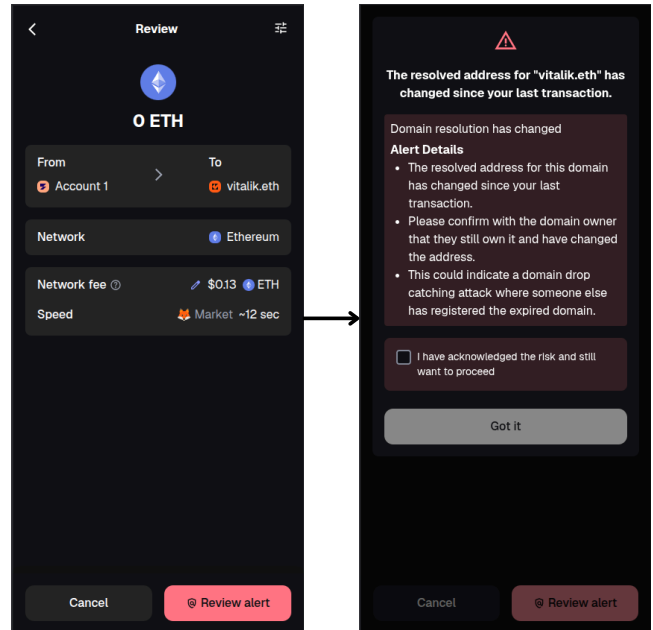 Review
0 ETH
From
To
Account 1
vitalik.eth
Network
Ethereum
Network fee
$0.13 ETH
Speed
Market ~12 sec
Cancel
Review alert
The resolved address for "vitalik.eth" has
changed since your last transaction.
Domain resolution has changed
Alert Details
• The resolved address for this domain
has changed since your last
transaction.
• Please confirm with the domain owner
that they still own it and have changed
the address.
• This could indicate a domain drop
catching attack where someone else
has registered the expired domain.
I have acknowledged the risk and still
want to proceed
Got it
Cancel
Review alert